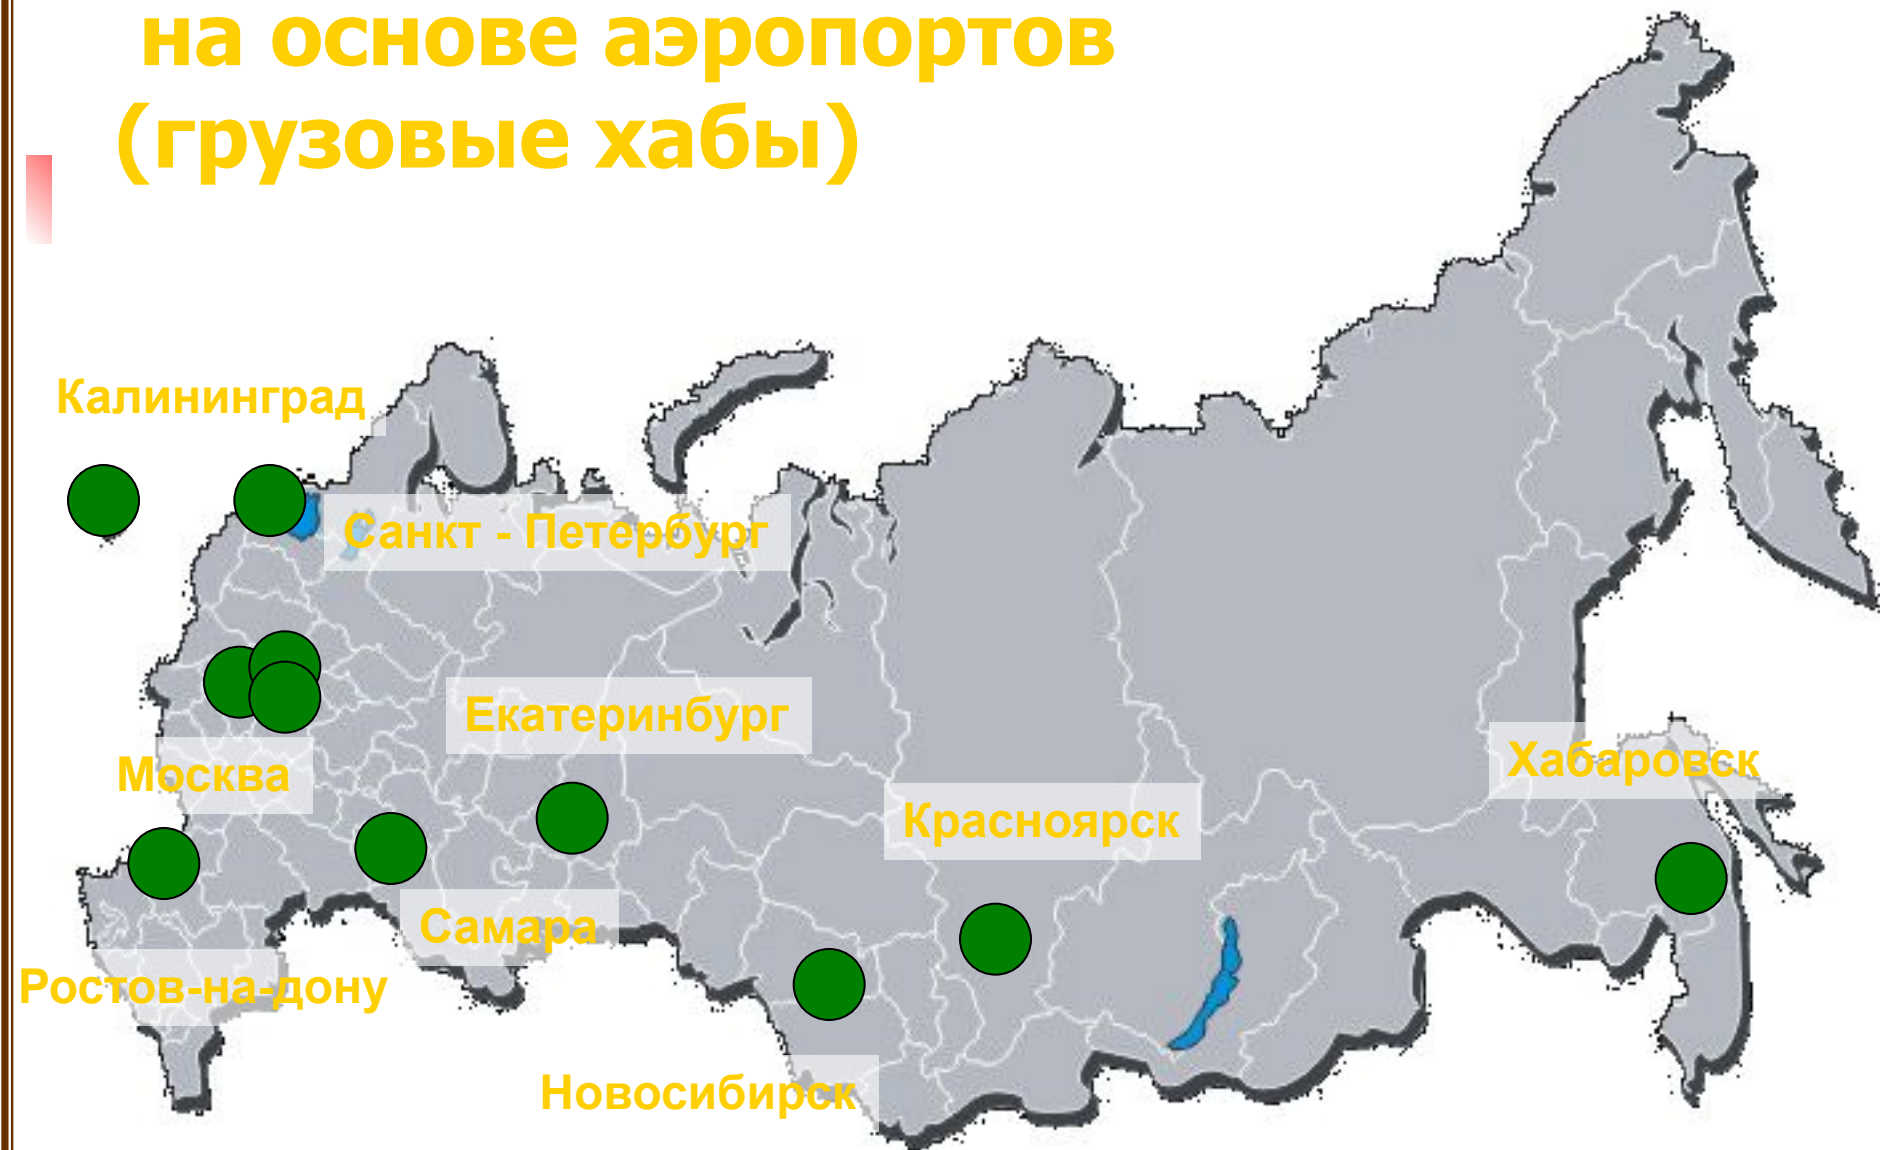 на основе аэропортов
(грузовые хабы)
Калининград
Санкт - Петербург
Екатеринбург
Москва
Хабаровск
Красноярск
Самара
Ростов-на-дону
Новосибирск